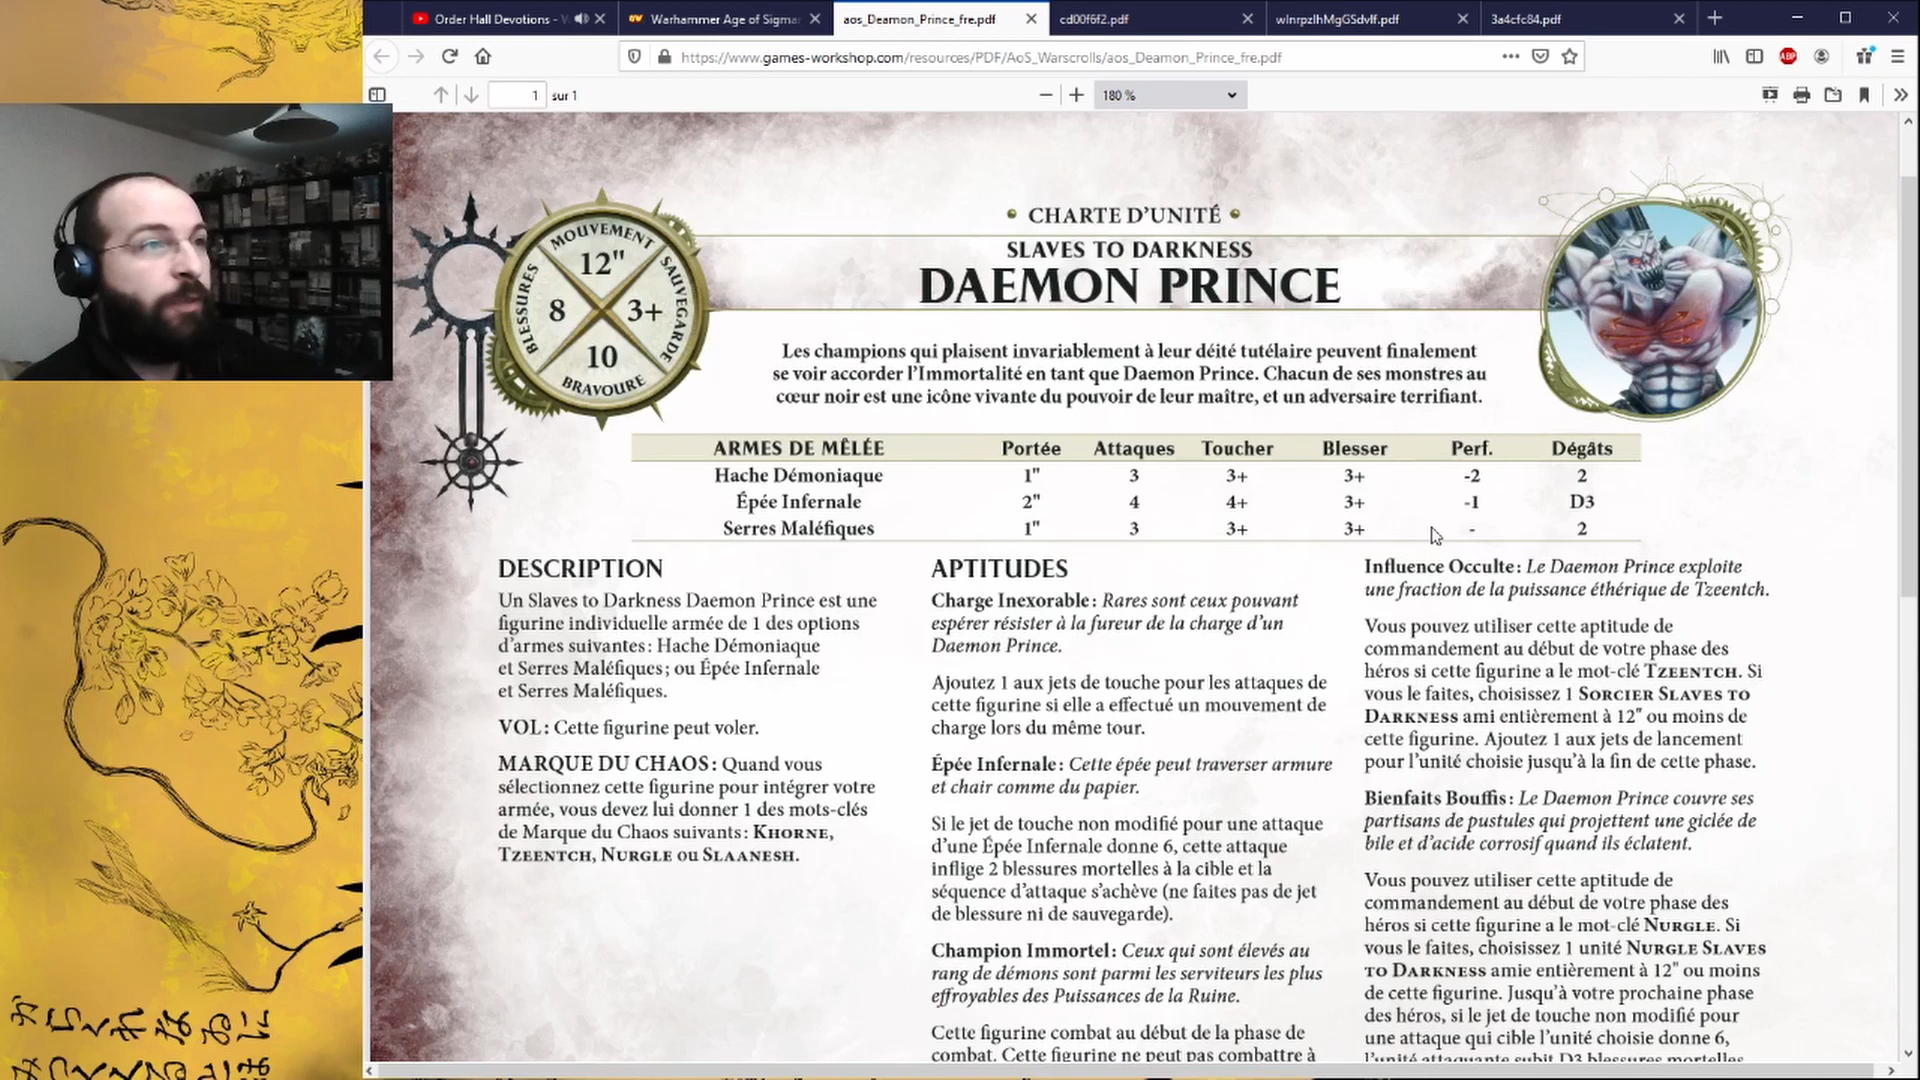 Order Hall Devotions - W
Warhammer Age of Sigmar
aos_Deamon_Prince_fre.pdf
cd00f6f2.pdf
3a4cfc84.pdf
https://www.games-workshop.com/resources/PDF/AoS_Warscrolls/aos_Deamon_Prince_fre.pdf
ABP
1 sur 1
180 %
• CHARTE D'UNITÉ •
SLAVES TO DARKNESS
DAEMON PRINCE
MOUVEMENT
12"
BLESSURES
8
3+
SAUVEGARDE
10
BRAVOURE
Les champions qui plaisent invariablement à leur déité tutélaire peuvent finalement
se voir accorder l'Immortalité en tant que Daemon Prince. Chacun de ses monstres au
cœur noir est une icône vivante du pouvoir de leur maître, et un adversaire terrifiant.
ARMES DE MÊLÉE Portée Attaques Toucher Blesser Perf. Dégâts
Hache Démoniaque 1" 3 3+ 3+ -2 2
Épée Infernale 2" 4 4+ 3+ -1 D3
Serres Maléfiques 1" 3 3+ 3+ - 2
DESCRIPTION
Un Slaves to Darkness Daemon Prince est une
figurine individuelle armée de 1 des options
d'armes suivantes : Hache Démoniaque
et Serres Maléfiques ; ou Épée Infernale
et Serres Maléfiques.
VOL : Cette figurine peut voler.
MARQUE DU CHAOS : Quand vous
sélectionnez cette figurine pour intégrer votre
armée, vous devez lui donner 1 des mots-clés
de Marque du Chaos suivants : KHORNE,
TZEENTCH, NURGLE ou SLAANESH.
APTITUDES
Charge Inexorable : Rares sont ceux pouvant
espérer résister à la fureur de la charge d'un
Daemon Prince.
Ajoutez 1 aux jets de touche pour les attaques de
cette figurine si elle a effectué un mouvement de
charge lors du même tour.
Épée Infernale : Cette épée peut traverser armure
et chair comme du papier.
Si le jet de touche non modifié pour une attaque
d'une Épée Infernale donne 6, cette attaque
inflige 2 blessures mortelles à la cible et la
séquence d'attaque s'achève (ne faites pas de jet
de blessure ni de sauvegarde).
Champion Immortel : Ceux qui sont élevés au
rang de démons sont parmi les serviteurs les plus
effroyables des Puissances de la Ruine.
Cette figurine combat au début de la phase de
combat. Cette figurine ne peut pas combattre à
Influence Occulte : Le Daemon Prince exploite
une fraction de la puissance éthérique de Tzeentch.
Vous pouvez utiliser cette aptitude de
commandement au début de votre phase des
héros si cette figurine a le mot-clé TZEENTCH. Si
vous le faites, choisissez 1 SORCIER SLAVES TO
DARKNESS ami entièrement à 12" ou moins de
cette figurine. Ajoutez 1 aux jets de lancement
pour l'unité choisie jusqu'à la fin de cette phase.
Bienfaits Bouffis : Le Daemon Prince couvre ses
partisans de pustules qui projettent une giclée de
bile et d'acide corrosif quand ils éclatent.
Vous pouvez utiliser cette aptitude de
commandement au début de votre phase des
héros si cette figurine a le mot-clé NURGLE. Si
vous le faites, choisissez 1 unité NURGLE SLAVES
TO DARKNESS amie entièrement à 12" ou moins
de cette figurine. Jusqu'à votre prochaine phase
des héros, si le jet de touche non modifié pour
une attaque qui cible l'unité choisie donne 6,
l'unité attaquante subit D3 blessures mortelles